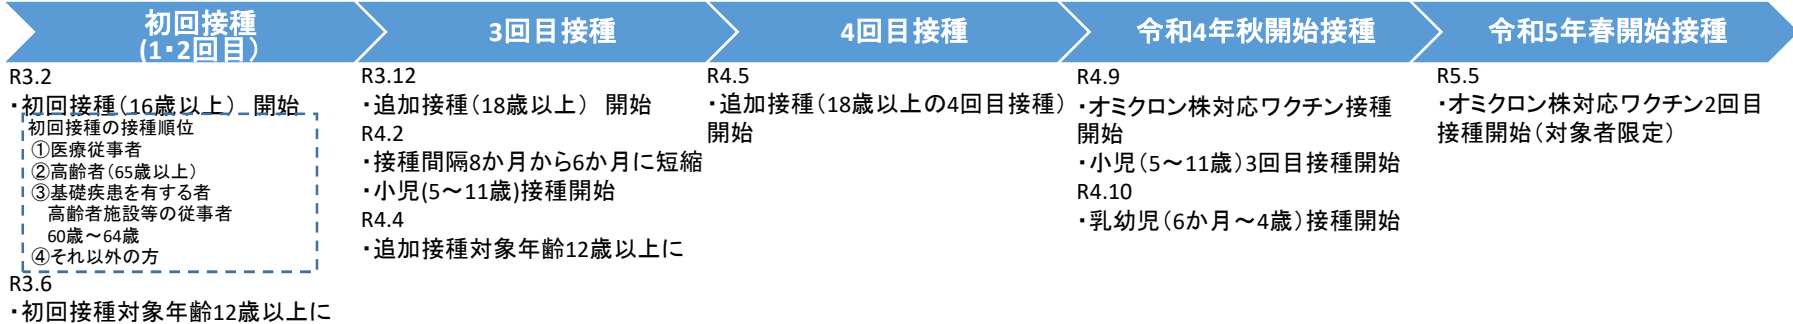 初回接種
(1・2回目)
3回目接種
4回目接種
令和4年秋開始接種
令和5年春開始接種
R3.2
・初回接種(16歳以上) 開始
初回接種の接種順位
①医療従事者
②高齢者(65歳以上)
③基礎疾患を有する者
高齢者施設等の従事者
60歳～64歳
④それ以外の方
R3.6
・初回接種対象年齢12歳以上に
R3.12
・追加接種(18歳以上) 開始
R4.2
・接種間隔8か月から6か月に短縮
・小児(5～11歳)接種開始
R4.4
・追加接種対象年齢12歳以上に
R4.5
・追加接種(18歳以上の4回目接種)
開始
R4.9
・オミクロン株対応ワクチン接種
開始
・小児(5～11歳)3回目接種開始
R4.10
・乳幼児(6か月～4歳)接種開始
R5.5
・オミクロン株対応ワクチン2回目
接種開始(対象者限定)